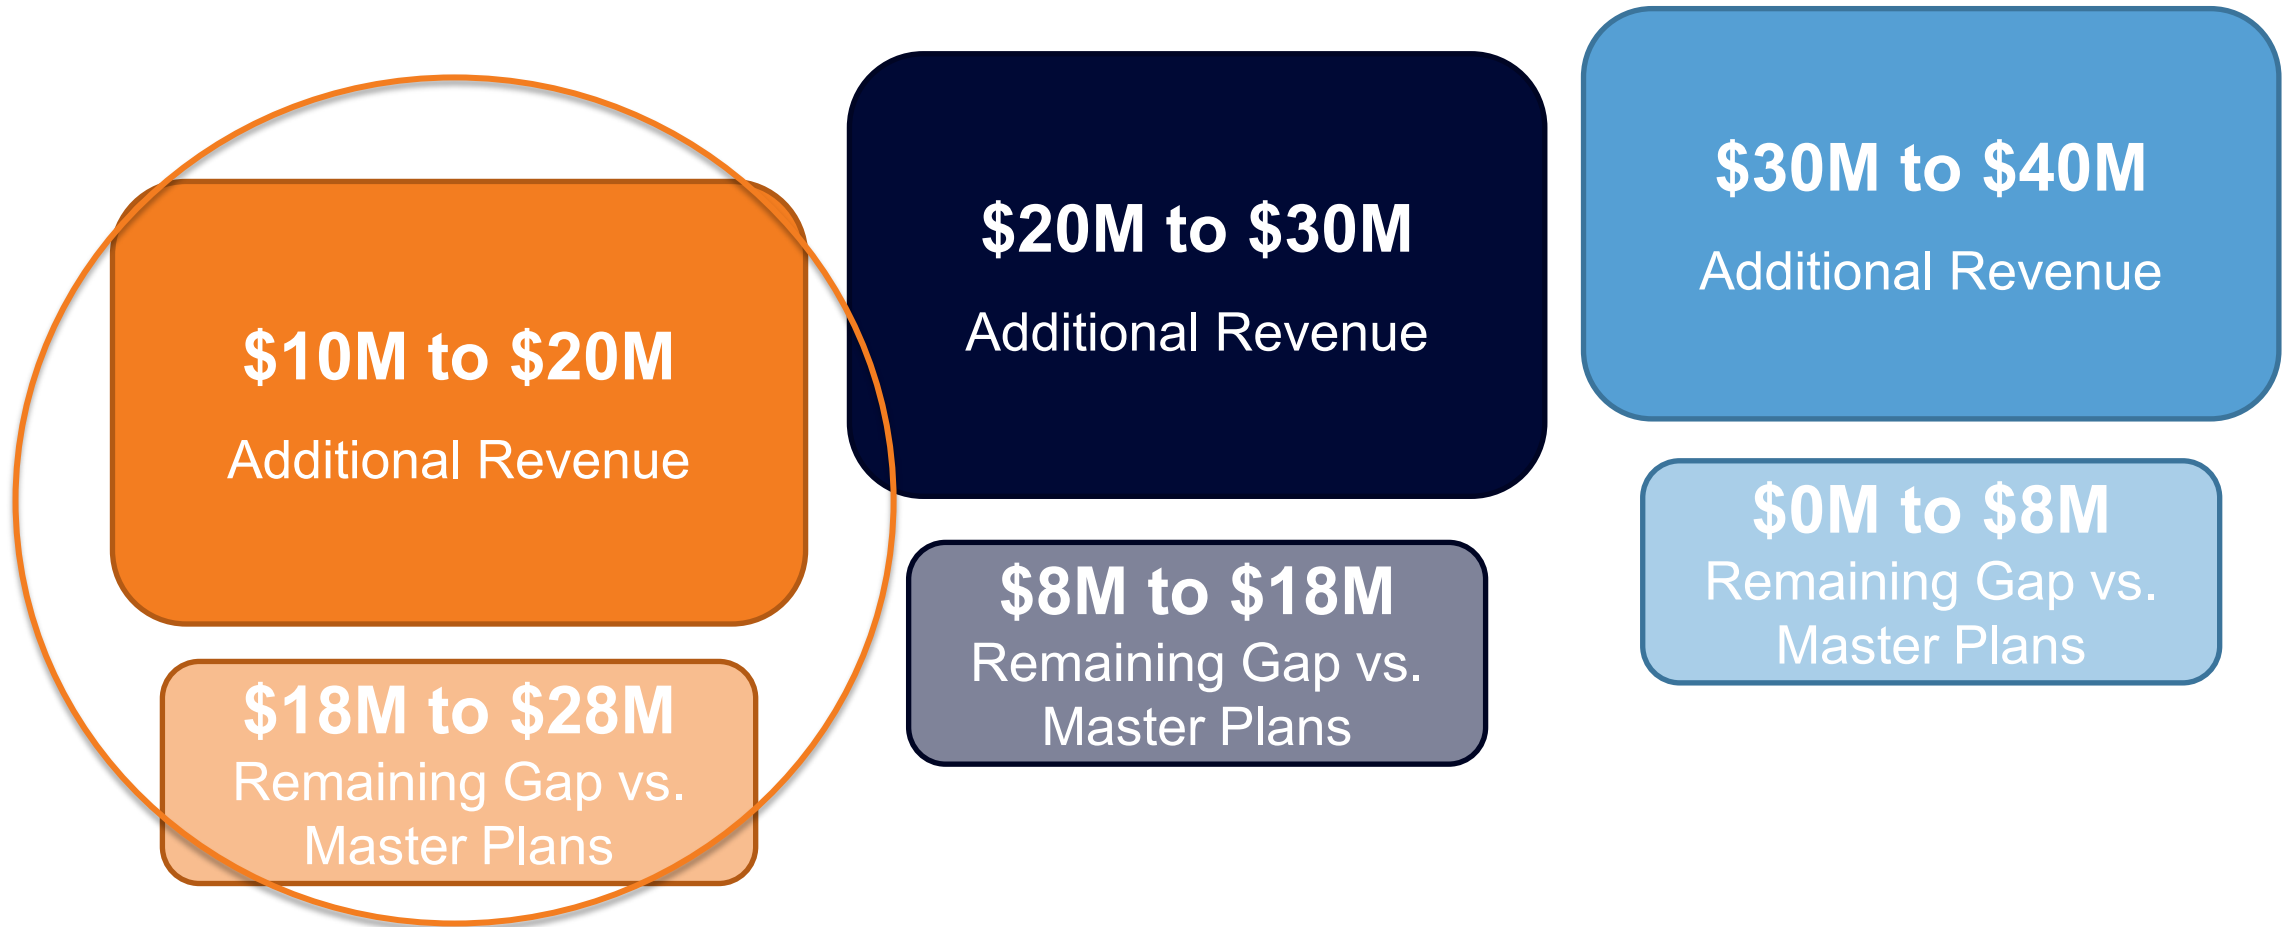 $10M to $20M
Additional Revenue
$18M to $28M
Remaining Gap vs.
Master Plans
$20M to $30M
Additional Revenue
$8M to $18M
Remaining Gap vs.
Master Plans
$30M to $40M
Additional Revenue
$0M to $8M
Remaining Gap vs.
Master Plans